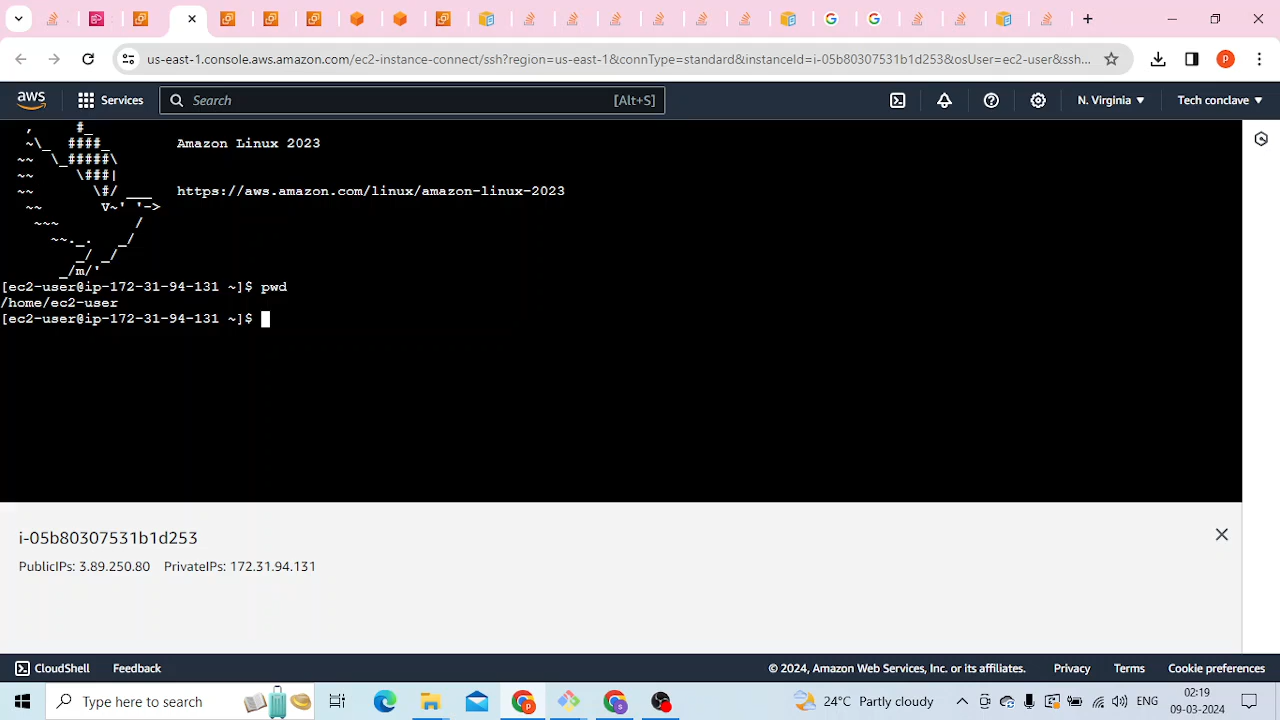 us-east-1.console.aws.amazon.com/ec2-instance-connect/ssh?region=us-east-1&connType=standard&instanceId=i-05b80307531b1d253&osUser=ec2-user&ssh...
P
aws
Services
Search
[Alt+S]
N. Virginia
Tech conclave
   ,     #_
   ~\_  ####_        Amazon Linux 2023
  ~~  \_#####\
  ~~     \###|
  ~~       \#/ ___   https://aws.amazon.com/linux/amazon-linux-2023
   ~~       V~' '->
    ~~~         /
      ~~._.   _/
         _/ _/
       _/m/'
[ec2-user@ip-172-31-94-131 ~]$ pwd
/home/ec2-user
[ec2-user@ip-172-31-94-131 ~]$
i-05b80307531b1d253
PublicIPs: 3.89.250.80 PrivateIPs: 172.31.94.131
CloudShell
Feedback
© 2024, Amazon Web Services, Inc. or its affiliates.
Privacy
Terms
Cookie preferences
Type here to search
24°C Partly cloudy
ENG
02:19
09-03-2024